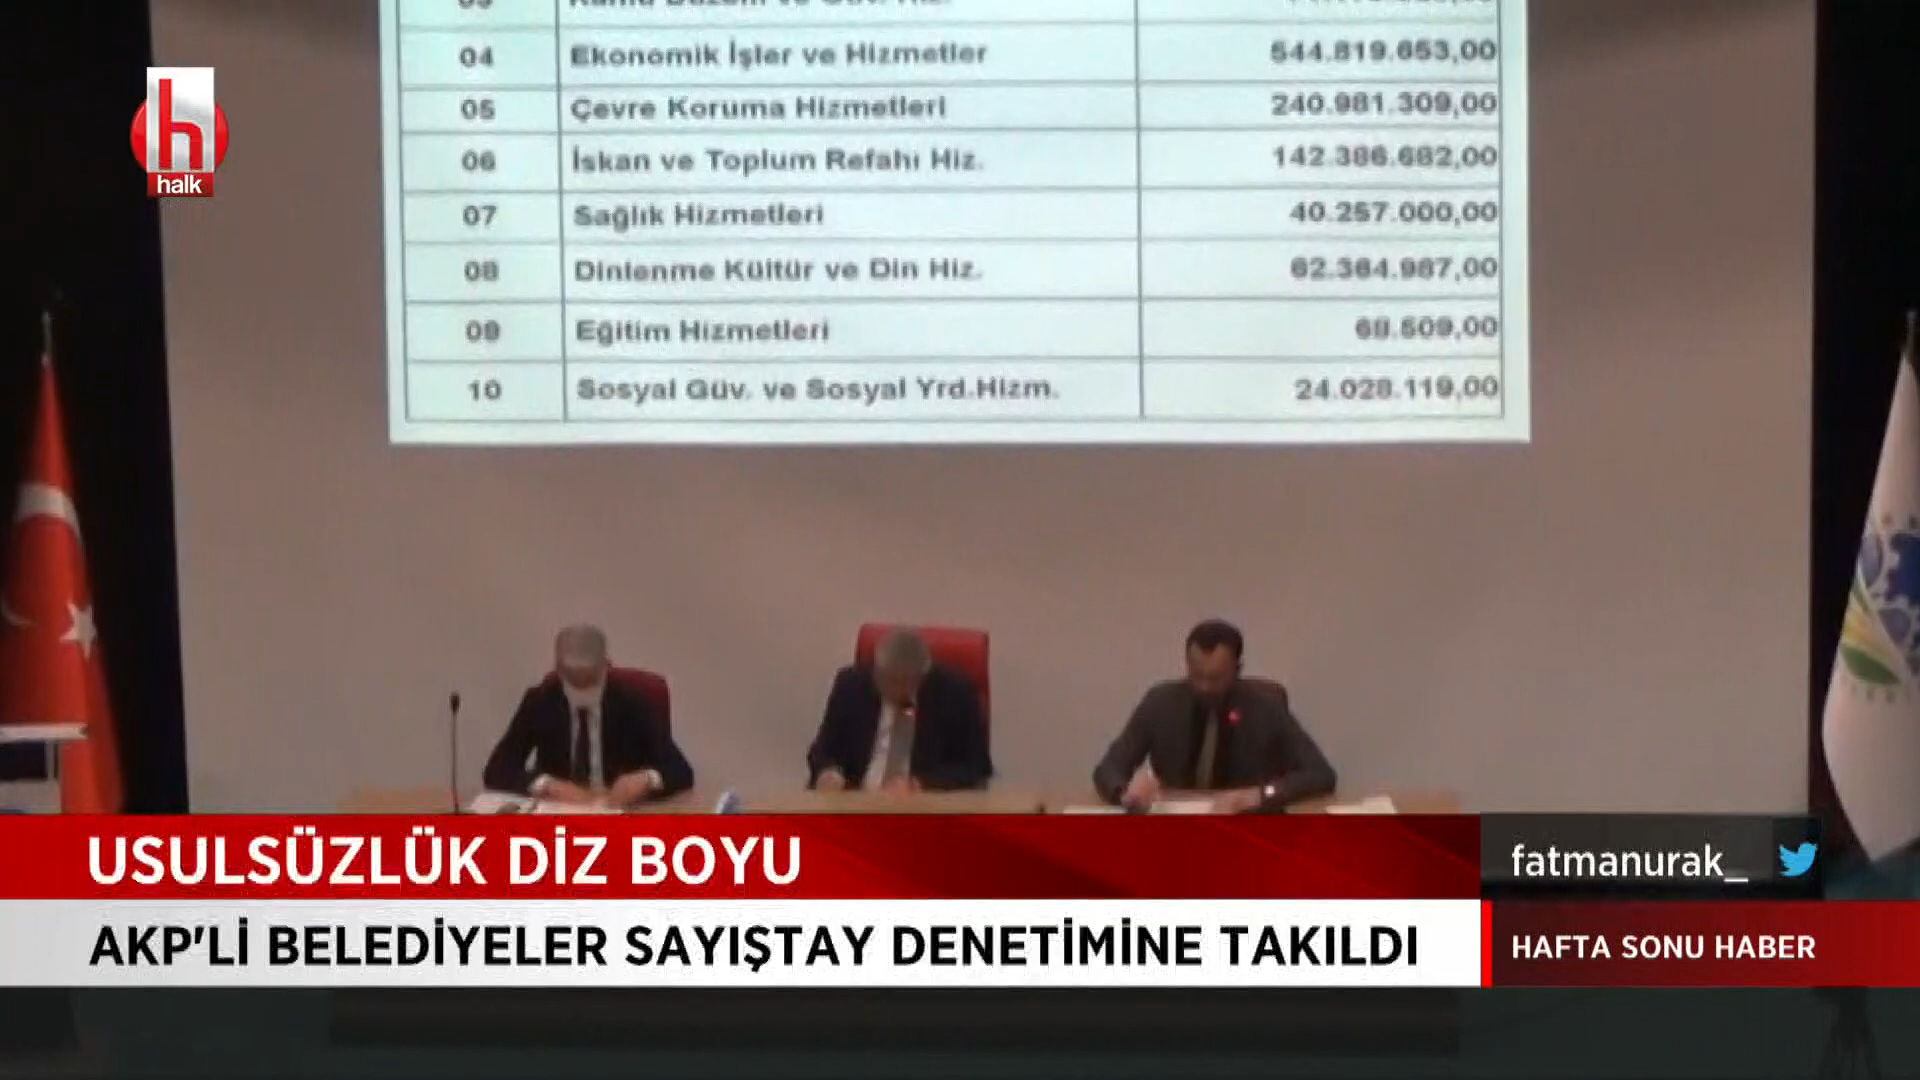 04 Ekonomik İşler ve Hizmetler 544.819.653,00
05 Çevre Koruma Hizmetleri 240.981.309,00
06 İskan ve Toplum Refahı Hiz. 142.386.682,00
07 Sağlık Hizmetleri 40.257.000,00
08 Dinlenme Kültür ve Din Hiz. 62.364.987,00
09 Eğitim Hizmetleri 68.509,00
10 Sosyal Güv. ve Sosyal Yrd.Hizm. 24.028.119,00
h
halk
USULSÜZLÜK DİZ BOYU
fatmanurak_
AKP'Lİ BELEDİYELER SAYIŞTAY DENETİMİNE TAKILDI
HAFTA SONU HABER